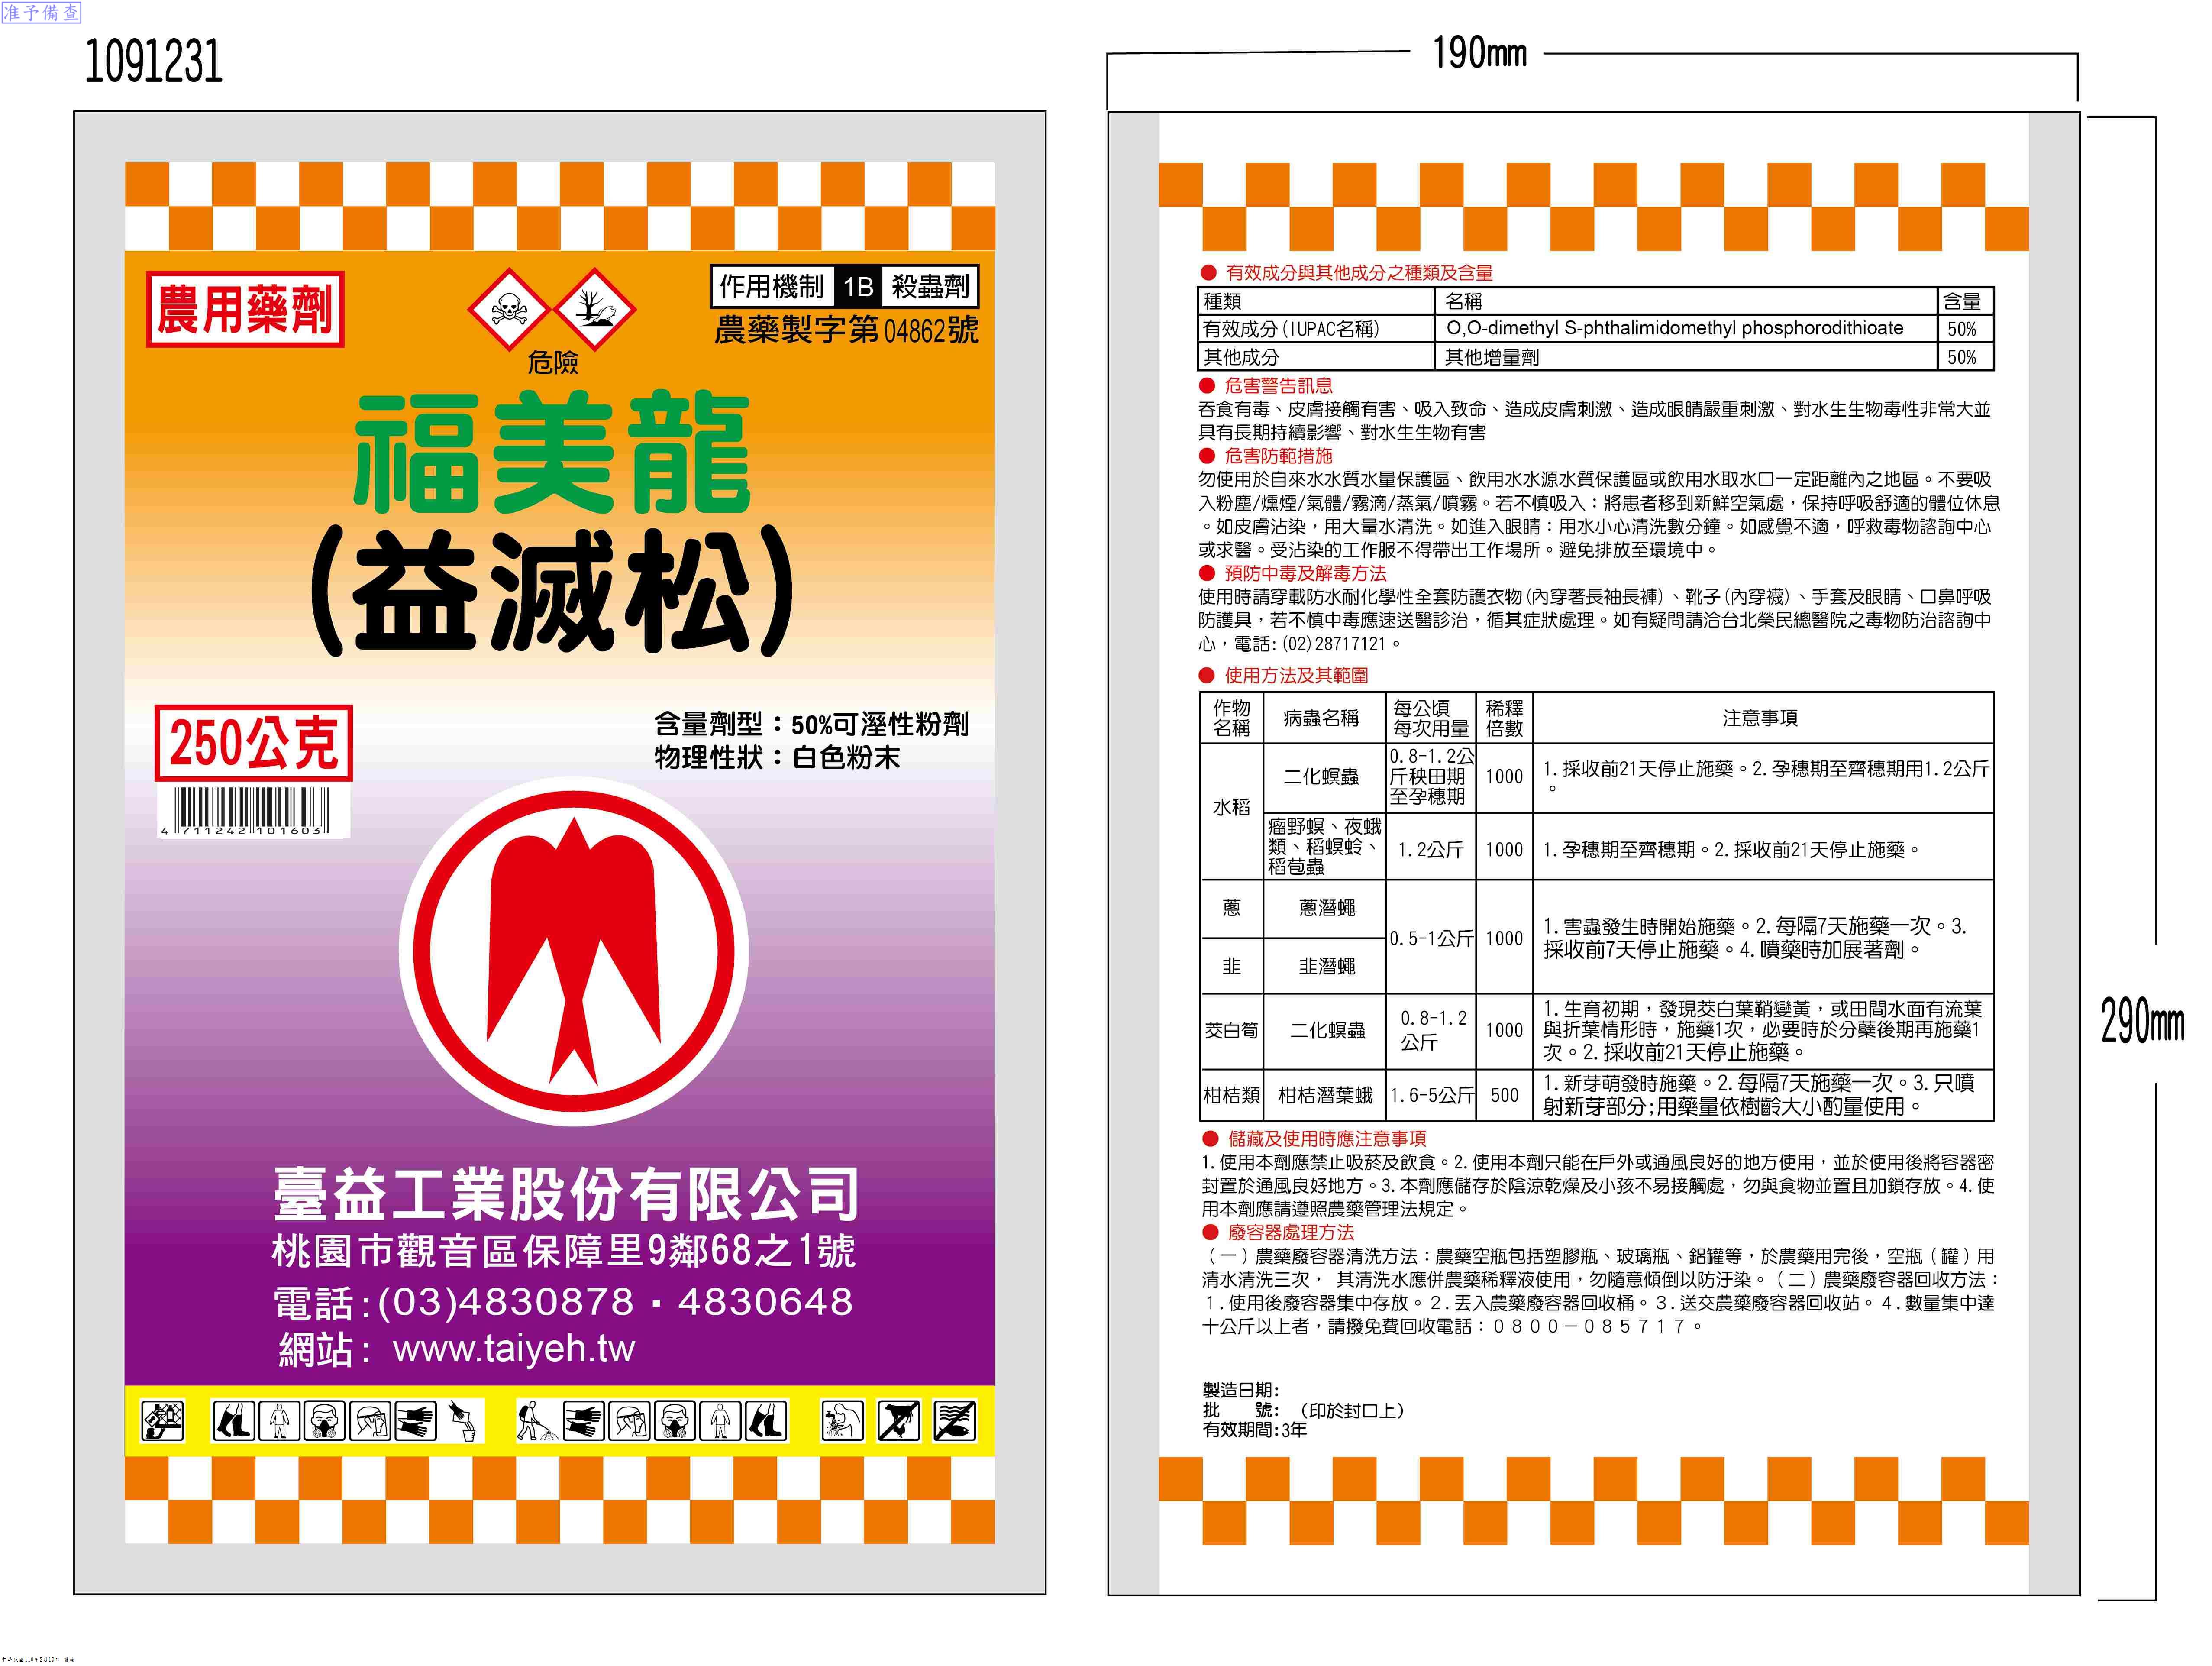 准予備查
1091231
190mm
290mm
農用藥劑
危險
作用機制 1B 殺蟲劑
農藥製字第04862號
福美龍
(益滅松)
250公克
4 711242 101603
含量劑型：50%可溼性粉劑
物理性狀：白色粉末
臺益工業股份有限公司
桃園市觀音區保障里9鄰68之1號
電話:(03)4830878．4830648
網站: www.taiyeh.tw
● 有效成分與其他成分之種類及含量
種類 名稱 含量
有效成分(IUPAC名稱) O,O-dimethyl S-phthalimidomethyl phosphorodithioate 50%
其他成分 其他增量劑 50%
● 危害警告訊息
吞食有毒、皮膚接觸有害、吸入致命、造成皮膚刺激、造成眼睛嚴重刺激、對水生生物毒性非常大並
具有長期持續影響、對水生生物有害
● 危害防範措施
勿使用於自來水水質水量保護區、飲用水水源水質保護區或飲用水取水口一定距離內之地區。不要吸
入粉塵/燻煙/氣體/霧滴/蒸氣/噴霧。若不慎吸入：將患者移到新鮮空氣處，保持呼吸舒適的體位休息
。如皮膚沾染，用大量水清洗。如進入眼睛：用水小心清洗數分鐘。如感覺不適，呼救毒物諮詢中心
或求醫。受沾染的工作服不得帶出工作場所。避免排放至環境中。
● 預防中毒及解毒方法
使用時請穿載防水耐化學性全套防護衣物(內穿著長袖長褲)、靴子(內穿襪)、手套及眼睛、口鼻呼吸
防護具，若不慎中毒應速送醫診治，循其症狀處理。如有疑問請洽台北榮民總醫院之毒物防治諮詢中
心，電話:(02)28717121。
● 使用方法及其範圍
作物名稱 病蟲名稱 每公頃每次用量 稀釋倍數 注意事項
水稻 二化螟蟲 0.8-1.2公斤秧田期至孕穗期 1000 1.採收前21天停止施藥。2.孕穗期至齊穗期用1.2公斤。
瘤野螟、夜蛾類、稻螟蛉、稻苞蟲 1.2公斤 1000 1.孕穗期至齊穗期。2.採收前21天停止施藥。
蔥 蔥潛蠅 0.5-1公斤 1000 1.害蟲發生時開始施藥。2.每隔7天施藥一次。3.採收前7天停止施藥。4.噴藥時加展著劑。
韭 韭潛蠅
茭白筍 二化螟蟲 0.8-1.2公斤 1000 1.生育初期，發現茭白葉鞘變黃，或田間水面有流葉與折葉情形時，施藥1次，必要時於分蘗後期再施藥1次。2.採收前21天停止施藥。
柑桔類 柑桔潛葉蛾 1.6-5公斤 500 1.新芽萌發時施藥。2.每隔7天施藥一次。3.只噴射新芽部分;用藥量依樹齡大小酌量使用。
● 儲藏及使用時應注意事項
1.使用本劑應禁止吸菸及飲食。2.使用本劑只能在戶外或通風良好的地方使用，並於使用後將容器密
封置於通風良好地方。3.本劑應儲存於陰涼乾燥及小孩不易接觸處，勿與食物並置且加鎖存放。4.使
用本劑應請遵照農藥管理法規定。
● 廢容器處理方法
（一）農藥廢容器清洗方法：農藥空瓶包括塑膠瓶、玻璃瓶、鋁罐等，於農藥用完後，空瓶（罐）用
清水清洗三次， 其清洗水應併農藥稀釋液使用，勿隨意傾倒以防汙染。（二）農藥廢容器回收方法：
１.使用後廢容器集中存放。２.丟入農藥廢容器回收桶。３.送交農藥廢容器回收站。４.數量集中達
十公斤以上者，請撥免費回收電話：０８００－０８５７１７。
製造日期:
批　　號: （印於封口上）
有效期間:3年
中華民國110年2月19日 簽發